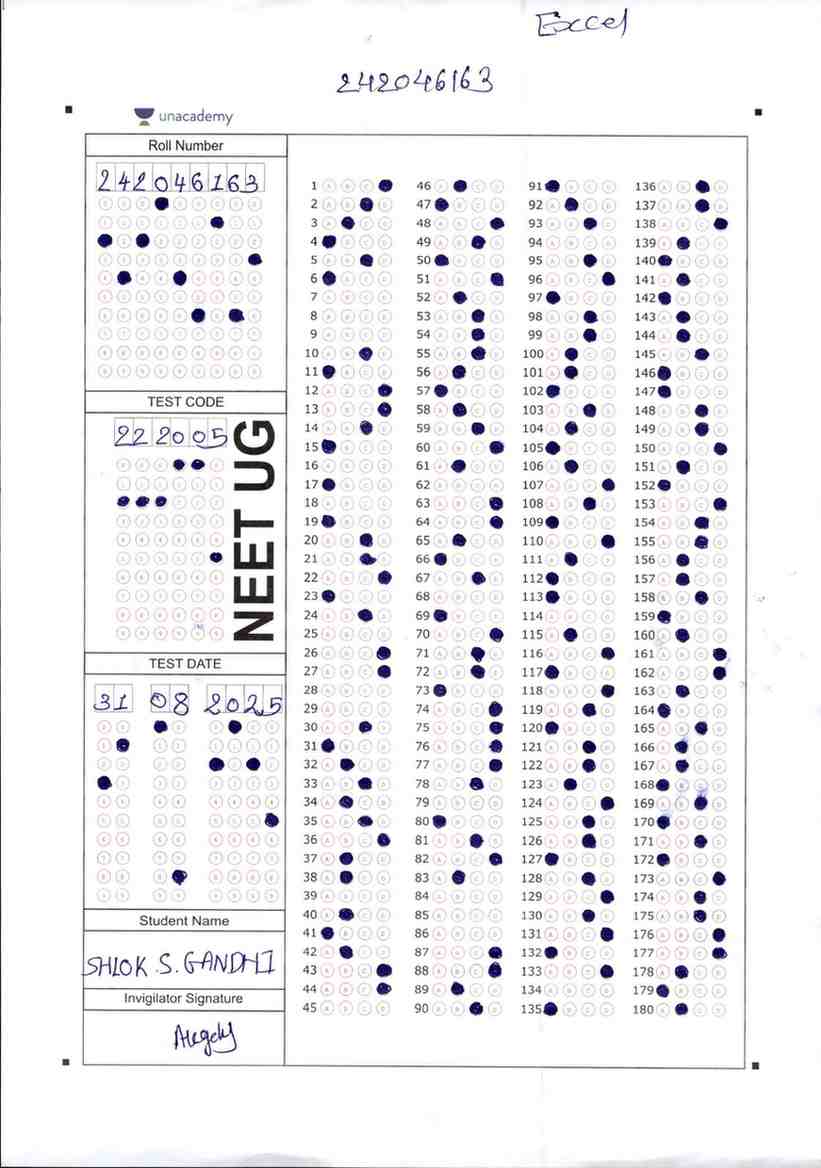 Excel
242046163
unacademy
Roll Number
242046163
TEST CODE
222005
NEET UG
TEST DATE
31 08 2025
Student Name
SHLOK .S. GANDHI
Invigilator Signature
1 46 91 136
2 47 92 137
3 48 93 138
4 49 94 139
5 50 95 140
6 51 96 141
7 52 97 142
8 53 98 143
9 54 99 144
10 55 100 145
11 56 101 146
12 57 102 147
13 58 103 148
14 59 104 149
15 60 105 150
16 61 106 151
17 62 107 152
18 63 108 153
19 64 109 154
20 65 110 155
21 66 111 156
22 67 112 157
23 68 113 158
24 69 114 159
25 70 115 160
26 71 116 161
27 72 117 162
28 73 118 163
29 74 119 164
30 75 120 165
31 76 121 166
32 77 122 167
33 78 123 168
34 79 124 169
35 80 125 170
36 81 126 171
37 82 127 172
38 83 128 173
39 84 129 174
40 85 130 175
41 86 131 176
42 87 132 177
43 88 133 178
44 89 134 179
45 90 135 180